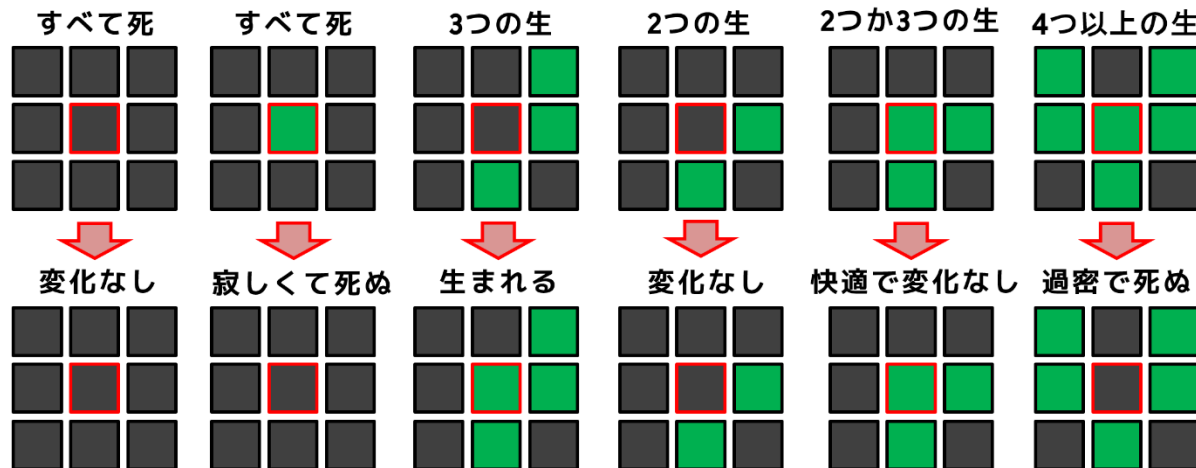 すべて死
すべて死
3つの生
2つの生
2つか3つの生
4つ以上の生
変化なし
寂しくて死ぬ
生まれる
変化なし
快適で変化なし
過密で死ぬ